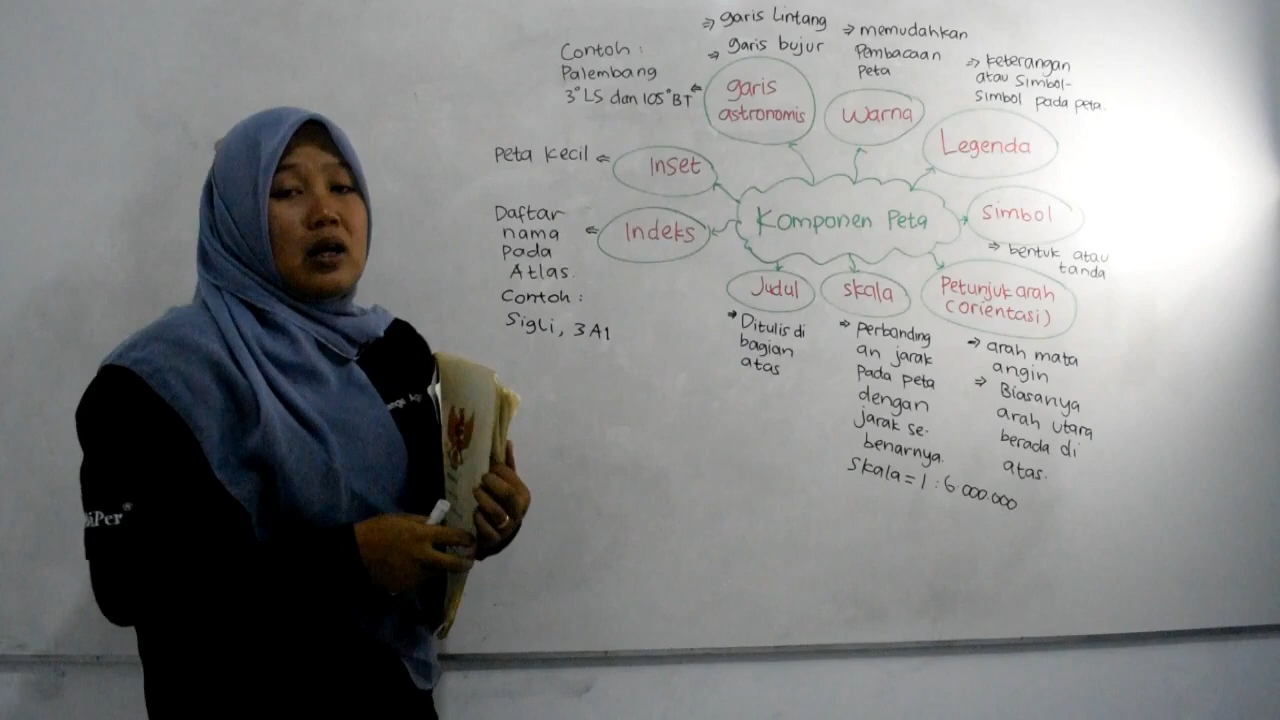 Komponen Peta
garis
astronomis
⇒ garis Lintang
⇒ garis bujur
Contoh :
Palembang
3°LS dan 105°BT
Warna
⇒ memudahkan
Pembacaan
Peta
Legenda
⇒ keterangan
atau simbol-
simbol pada peta.
Simbol
⇒ bentuk atau
tanda
Petunjuk arah
(orientasi)
⇒ arah mata
angin
⇒ Biasanya
arah utara
berada di
atas.
Skala
⇒ Perbanding
an jarak
pada peta
dengan
jarak se-
benarnya.
Skala = 1 : 6.000.000
Judul
⇒ Ditulis di
bagian
atas
Indeks
Daftar
nama
pada
Atlas.
Contoh :
Sigli, 3A1
Inset
Peta Kecil